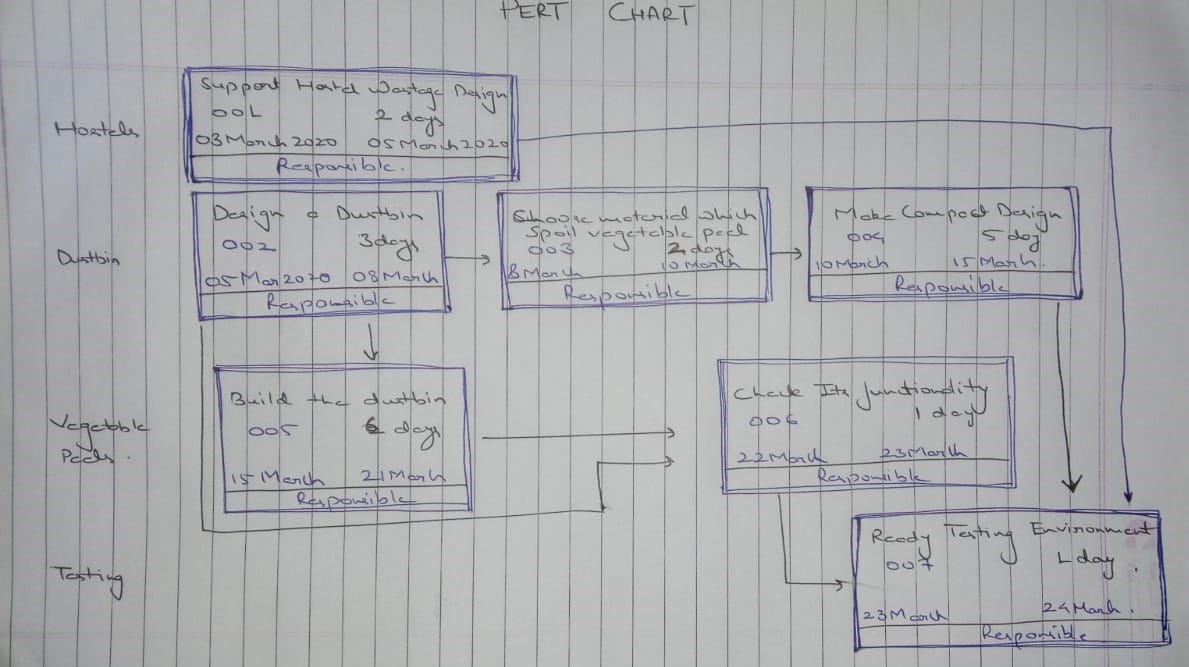 PERT CHART
Hostels
Support Hostel Wastage Design
001 2 days
03 March 2020 05 March 2020
Responsible.
Dustbin
Design a Dustbin
002 3 days
05 Mar 2020 08 March
Responsible
Choose material which
Spoil vegetable peel
003 2 days
8 March 10 March
Responsible
Make Compact Design
004 5 day
10 March 15 March.
Responsible
Vegetable
Peels.
Build the dustbin
005 6 days
15 March 21 March
Responsible
Check Its functionality
006 1 day
22 March 23 March
Responsible
Testing
Ready Testing Environment
007 1 day.
23 March 24 March.
Responsible